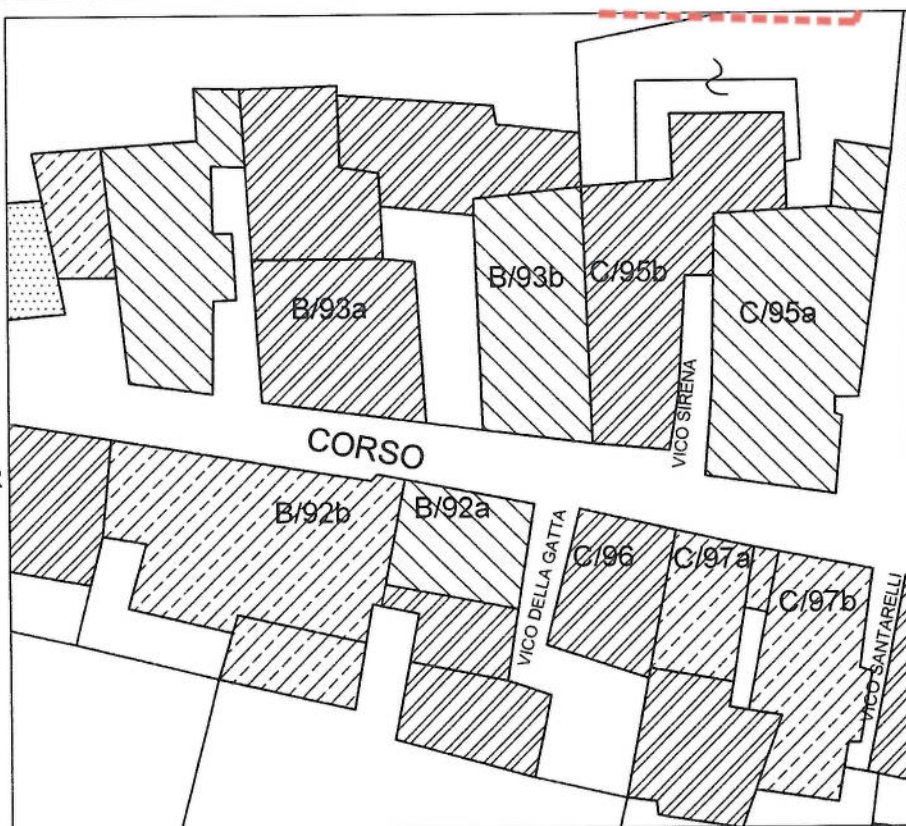 B/93a
B/93b
C/95b
C/95a
VICO SIRENA
CORSO
B/92b
B/92a
VICO DELLA GATTA
C/96
C/97a
C/97b
VICO SANTARELLI